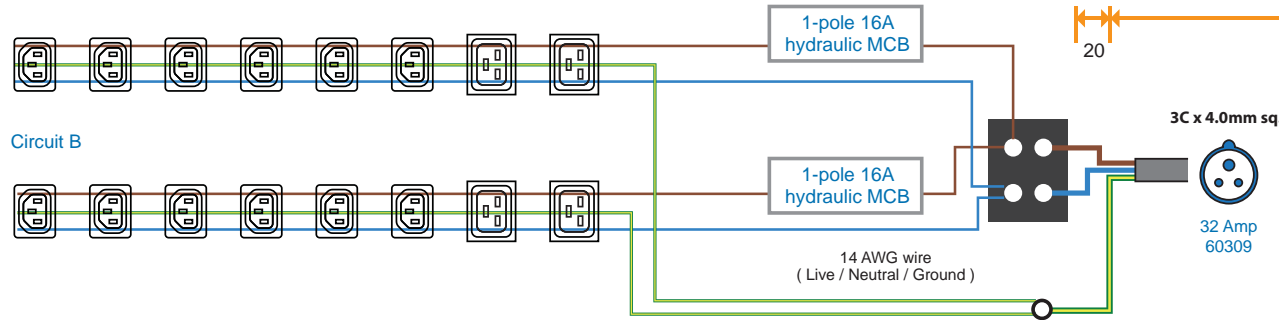 1-pole 16A
hydraulic MCB
20
3C x 4.0mm sq
Circuit B
1-pole 16A
hydraulic MCB
32 Amp
60309
14 AWG wire
( Live / Neutral / Ground )